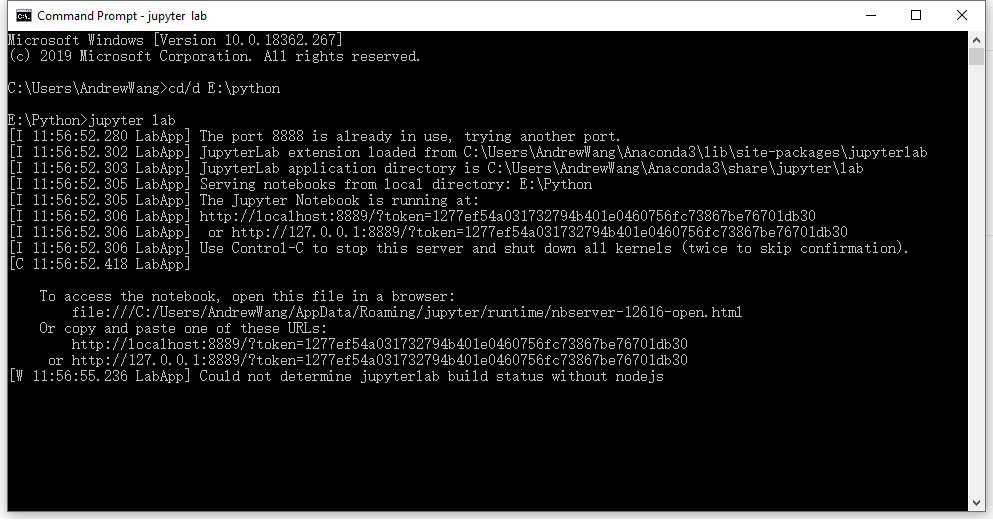 Command Prompt - jupyter lab
Microsoft Windows [Version 10.0.18362.267]
(c) 2019 Microsoft Corporation. All rights reserved.
C:\Users\AndrewWang>cd/d E:\python
E:\Python>jupyter lab
[I 11:56:52.280 LabApp] The port 8888 is already in use, trying another port.
[I 11:56:52.302 LabApp] JupyterLab extension loaded from C:\Users\AndrewWang\Anaconda3\lib\site-packages\jupyterlab
[I 11:56:52.303 LabApp] JupyterLab application directory is C:\Users\AndrewWang\Anaconda3\share\jupyter\lab
[I 11:56:52.305 LabApp] Serving notebooks from local directory: E:\Python
[I 11:56:52.305 LabApp] The Jupyter Notebook is running at:
[I 11:56:52.306 LabApp] http://localhost:8889/?token=1277ef54a031732794b401e0460756fc73867be76701db30
[I 11:56:52.306 LabApp]  or http://127.0.0.1:8889/?token=1277ef54a031732794b401e0460756fc73867be76701db30
[I 11:56:52.306 LabApp] Use Control-C to stop this server and shut down all kernels (twice to skip confirmation).
[C 11:56:52.418 LabApp]
To access the notebook, open this file in a browser:
file:///C:/Users/AndrewWang/AppData/Roaming/jupyter/runtime/nbserver-12616-open.html
Or copy and paste one of these URLs:
http://localhost:8889/?token=1277ef54a031732794b401e0460756fc73867be76701db30
or http://127.0.0.1:8889/?token=1277ef54a031732794b401e0460756fc73867be76701db30
[W 11:56:55.236 LabApp] Could not determine jupyterlab build status without nodejs